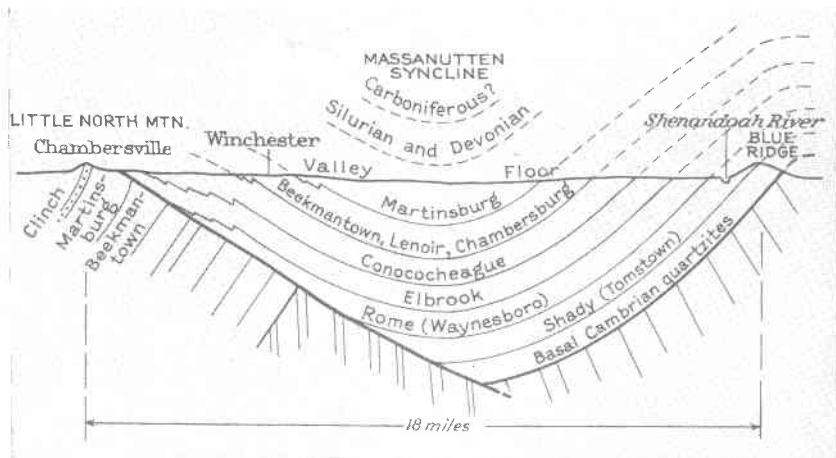 MASSANUTTEN
SYNCLINE
Carboniferous?
Silurian and Devonian
LITTLE NORTH MTN.
Chambersville
Winchester
Shenandoah River
BLUE
RIDGE
Valley Floor
Clinch
Martins-
burg
Beekman-
town
Martinsburg
Beekmantown, Lenoir, Chambersburg
Conococheague
Elbrook
Rome (Waynesboro)
Shady (Tomstown)
Basal Cambrian quartzites
18 miles